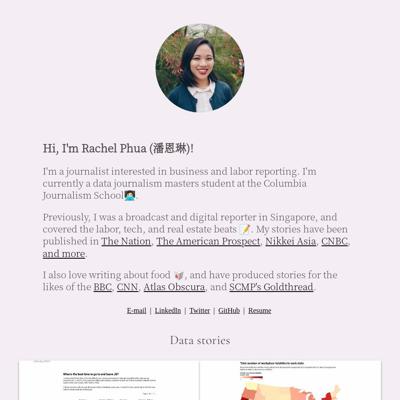 Hi, I'm Rachel Phua (潘恩琳)!
I'm a journalist interested in business and labor reporting. I'm
currently a data journalism masters student at the Columbia
Journalism School👩🏻‍💻.
Previously, I was a broadcast and digital reporter in Singapore, and
covered the labor, tech, and real estate beats 📝. My stories have been
published in The Nation, The American Prospect, Nikkei Asia, CNBC,
and more.
I also love writing about food 🥡, and have produced stories for the
likes of the BBC, CNN, Atlas Obscura, and SCMP's Goldthread.
E-mail | LinkedIn | Twitter | GitHub | Resume
Data stories